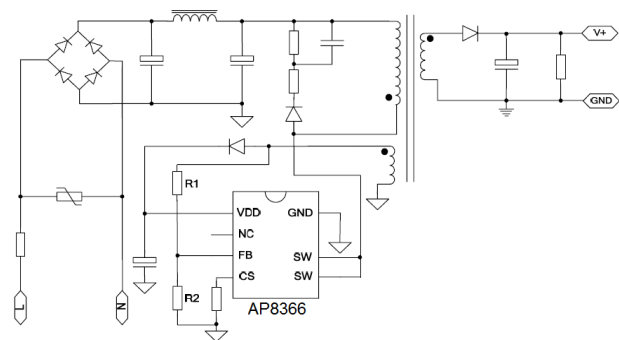 V+
GND
R1
VDD GND
NC
FB SW
CS SW
R2
AP8366
L
N